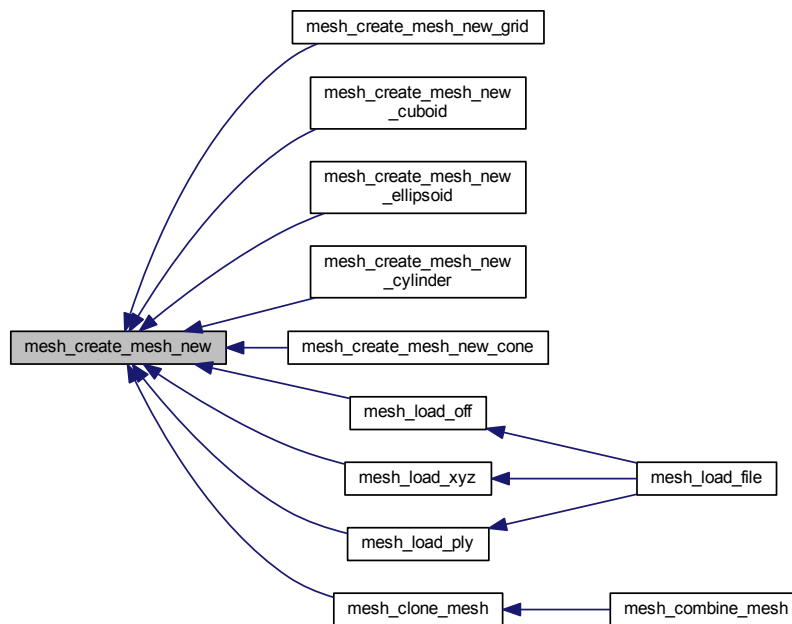 mesh_create_mesh_new_grid
mesh_create_mesh_new
_cuboid
mesh_create_mesh_new
_ellipsoid
mesh_create_mesh_new
_cylinder
mesh_create_mesh_new
mesh_create_mesh_new_cone
mesh_load_off
mesh_load_xyz
mesh_load_file
mesh_load_ply
mesh_clone_mesh
mesh_combine_mesh